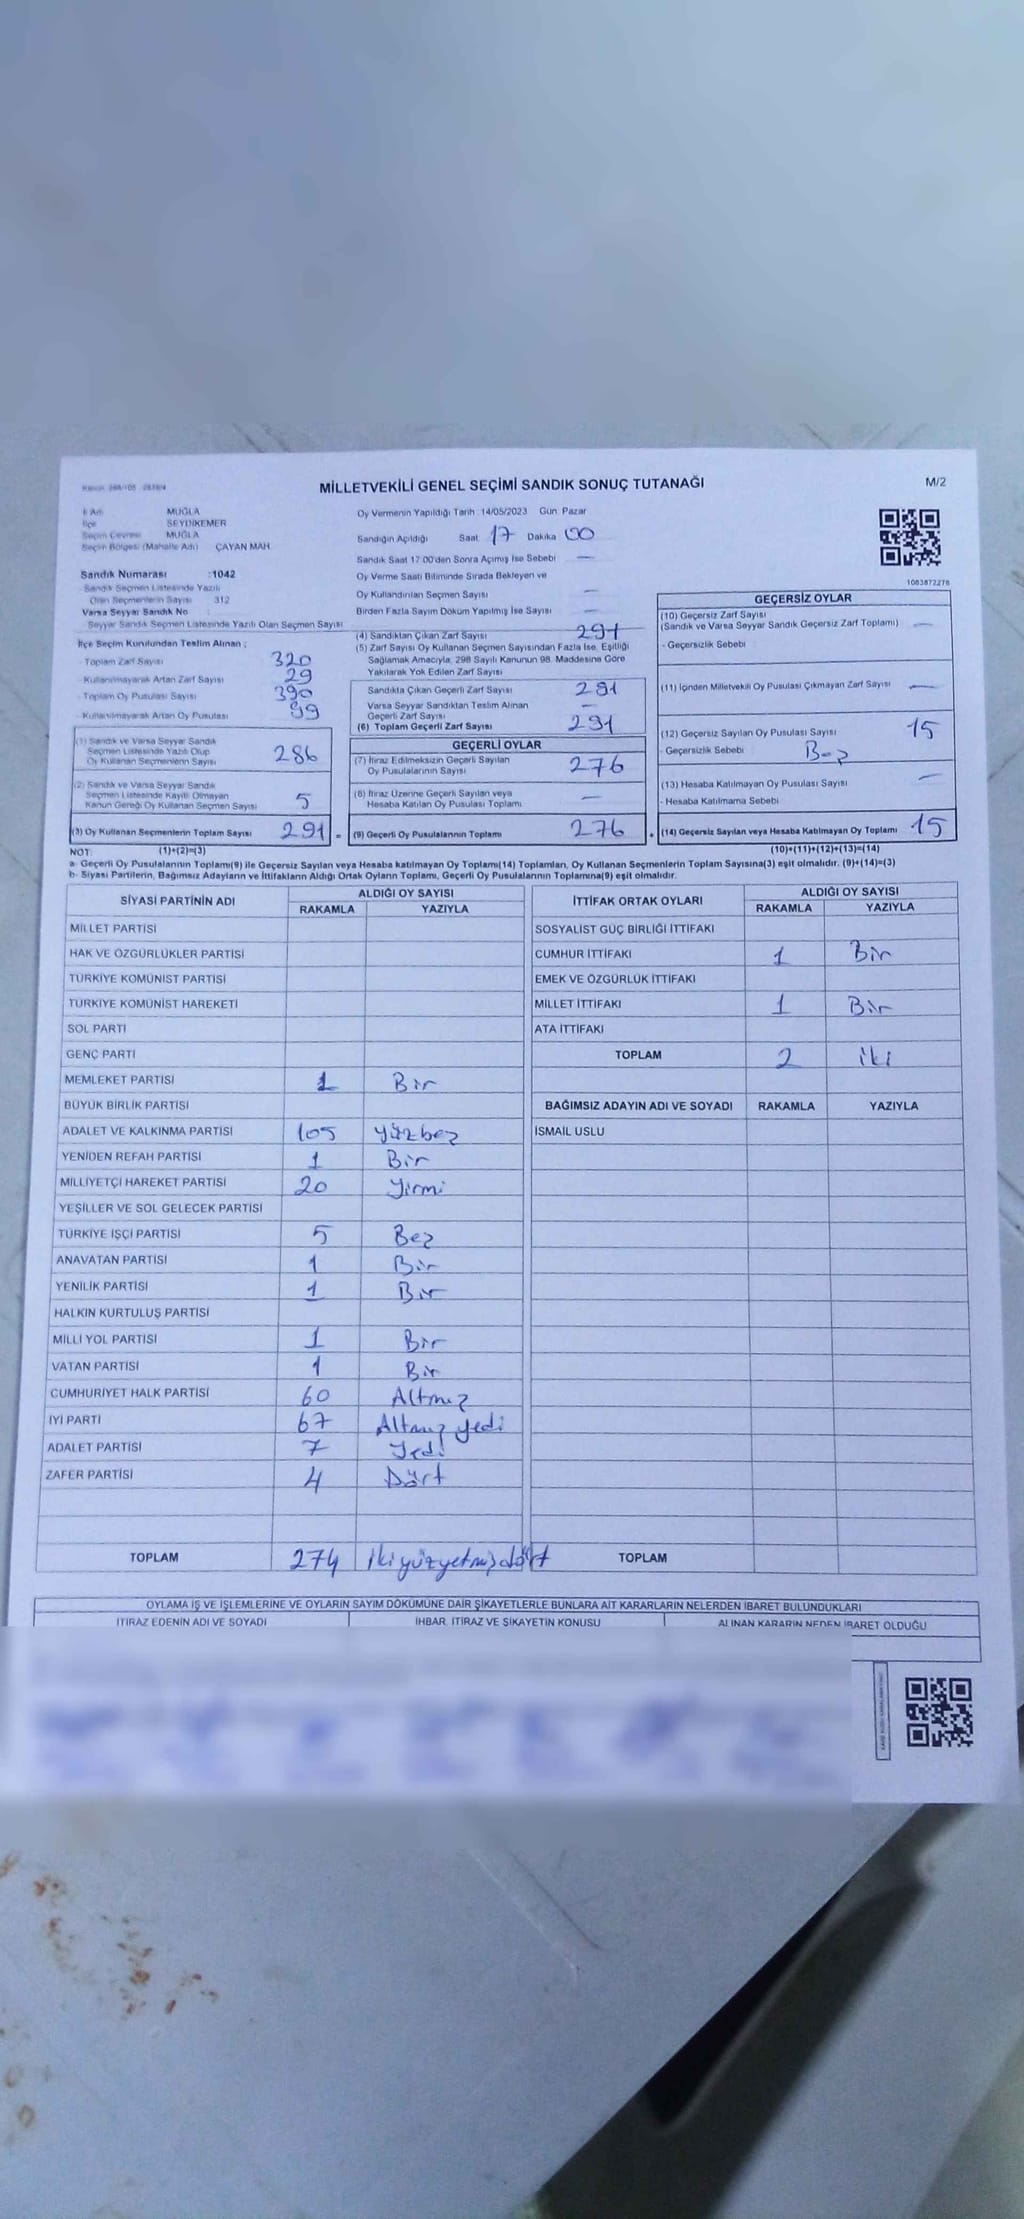 MİLLETVEKİLİ GENEL SEÇİMİ SANDIK SONUÇ TUTANAĞI
M/2
MUĞLA
İlçe SEYDİKEMER
Seçim Çevresi MUĞLA
Seçim Bölgesi (Mahalle Adı) ÇAYAN MAH.
Sandık Numarası :1042
Sandık Seçmen Listesinde Yazılı
Olan Seçmenlerin Sayısı 312
Varsa Seyyar Sandık No
Seyyar Sandık Seçmen Listesinde Yazılı Olan Seçmen Sayısı
Oy Vermenin Yapıldığı Tarih :14/05/2023 Gün: Pazar
Sandığın Açıldığı Saat 17 Dakika 00
Sandık Saat 17:00'den Sonra Açılmış İse Sebebi —
Oy Verme Saati Bitiminde Sırada Bekleyen ve
Oy Kullandırılan Seçmen Sayısı —
Birden Fazla Sayım Döküm Yapılmış İse Sayısı —
1083872278
İlçe Seçim Kurulundan Teslim Alınan :
- Toplam Zarf Sayısı 320
- Kullanılmayarak Artan Zarf Sayısı 29
- Toplam Oy Pusulası Sayısı 390
- Kullanılmayarak Artan Oy Pusulası 99
(1) Sandık ve Varsa Seyyar Sandık
Seçmen Listesinde Yazılı Olup
Oy Kullanan Seçmenlerin Sayısı 286
(2) Sandık ve Varsa Seyyar Sandık
Seçmen Listesinde Kayıtlı Olmayan
Kanun Gereği Oy Kullanan Seçmen Sayısı 5
(3) Oy Kullanan Seçmenlerin Toplam Sayısı 291 =
(4) Sandıktan Çıkan Zarf Sayısı 291
(5) Zarf Sayısı Oy Kullanan Seçmen Sayısından Fazla İse, Eşitliği
Sağlamak Amacıyla, 298 Sayılı Kanunun 98. Maddesine Göre
Yakılarak Yok Edilen Zarf Sayısı
Sandıkta Çıkan Geçerli Zarf Sayısı 291
Varsa Seyyar Sandıktan Teslim Alınan
Geçerli Zarf Sayısı —
(6) Toplam Geçerli Zarf Sayısı 291
GEÇERLİ OYLAR
(7) İtiraz Edilmeksizin Geçerli Sayılan
Oy Pusulalarının Sayısı 276
(8) İtiraz Üzerine Geçerli Sayılan veya
Hesaba Katılan Oy Pusulası Toplamı —
(9) Geçerli Oy Pusulalarının Toplamı 276
GEÇERSİZ OYLAR
(10) Geçersiz Zarf Sayısı
(Sandık ve Varsa Seyyar Sandık Geçersiz Zarf Toplamı) —
- Geçersizlik Sebebi
(11) İçinden Milletvekili Oy Pusulası Çıkmayan Zarf Sayısı —
(12) Geçersiz Sayılan Oy Pusulası Sayısı 15
- Geçersizlik Sebebi
(13) Hesaba Katılmayan Oy Pusulası Sayısı —
- Hesaba Katılmama Sebebi
(14) Geçersiz Sayılan veya Hesaba Katılmayan Oy Toplamı 15
NOT: (1)+(2)=(3)
(10)+(11)+(12)+(13)=(14)
a- Geçerli Oy Pusulalarının Toplamı(9) ile Geçersiz Sayılan veya Hesaba katılmayan Oy Toplamı(14) Toplamları, Oy Kullanan Seçmenlerin Toplam Sayısına(3) eşit olmalıdır. (9)+(14)=(3)
b- Siyasi Partilerin, Bağımsız Adayların ve İttifakların Aldığı Ortak Oyların Toplamı, Geçerli Oy Pusulalarının Toplamına(9) eşit olmalıdır.
SİYASİ PARTİNİN ADI ALDIĞI OY SAYISI
RAKAMLA YAZIYLA
MİLLET PARTİSİ
HAK VE ÖZGÜRLÜKLER PARTİSİ
TÜRKİYE KOMÜNİST PARTİSİ
TÜRKİYE KOMÜNİST HAREKETİ
SOL PARTİ
GENÇ PARTİ
MEMLEKET PARTİSİ 1 Bir
BÜYÜK BİRLİK PARTİSİ
ADALET VE KALKINMA PARTİSİ 105 yüzbeş
YENİDEN REFAH PARTİSİ 1 Bir
MİLLİYETÇİ HAREKET PARTİSİ 20 Yirmi
YEŞİLLER VE SOL GELECEK PARTİSİ
TÜRKİYE İŞÇİ PARTİSİ 5 Beş
ANAVATAN PARTİSİ 1 Bir
YENİLİK PARTİSİ 1 Bir
HALKIN KURTULUŞ PARTİSİ
MİLLİ YOL PARTİSİ 1 Bir
VATAN PARTİSİ 1 Bir
CUMHURİYET HALK PARTİSİ 60 Altmış
İYİ PARTİ 67 Altmış yedi
ADALET PARTİSİ 7 Yedi
ZAFER PARTİSİ 4 Dört
TOPLAM 274 ikiyüzyetmişdört
İTTİFAK ORTAK OYLARI ALDIĞI OY SAYISI
RAKAMLA YAZIYLA
SOSYALİST GÜÇ BİRLİĞİ İTTİFAKI
CUMHUR İTTİFAKI 1 Bir
EMEK VE ÖZGÜRLÜK İTTİFAKI
MİLLET İTTİFAKI 1 Bir
ATA İTTİFAKI
TOPLAM 2 iki
BAĞIMSIZ ADAYIN ADI VE SOYADI RAKAMLA YAZIYLA
İSMAİL USLU
TOPLAM
OYLAMA İŞ VE İŞLEMLERİNE VE OYLARIN SAYIM DÖKÜMÜNE DAİR ŞİKAYETLERLE BUNLARA AİT KARARLARIN NELERDEN İBARET BULUNDUKLARI
İTİRAZ EDENİN ADI VE SOYADI İHBAR, İTİRAZ VE ŞİKAYETİN KONUSU ALINAN KARARIN NEDEN İBARET OLDUĞU